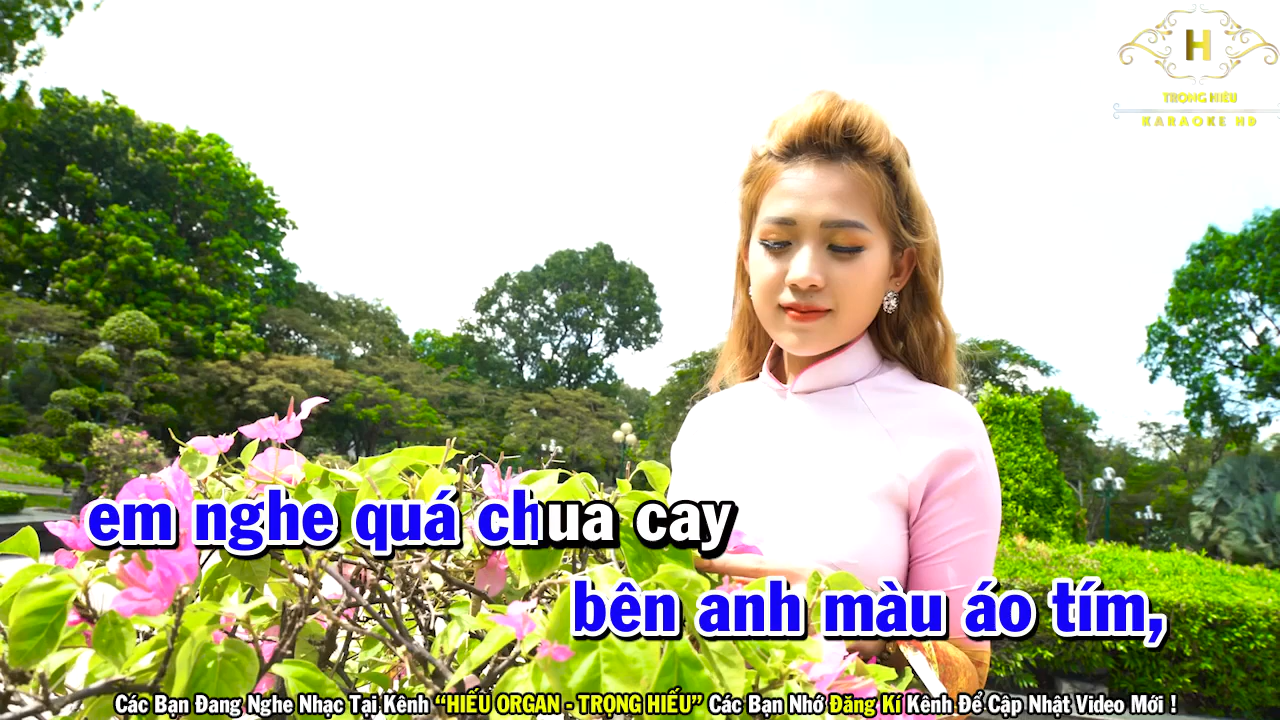 H
TRỌNG HIẾU
KARAOKE HD
em nghe quá chua cay
bên anh màu áo tím,
Các Bạn Đang Nghe Nhạc Tại Kênh “HIẾU ORGAN - TRỌNG HIẾU” Các Bạn Nhớ Đăng Kí Kênh Để Cập Nhật Video Mới !